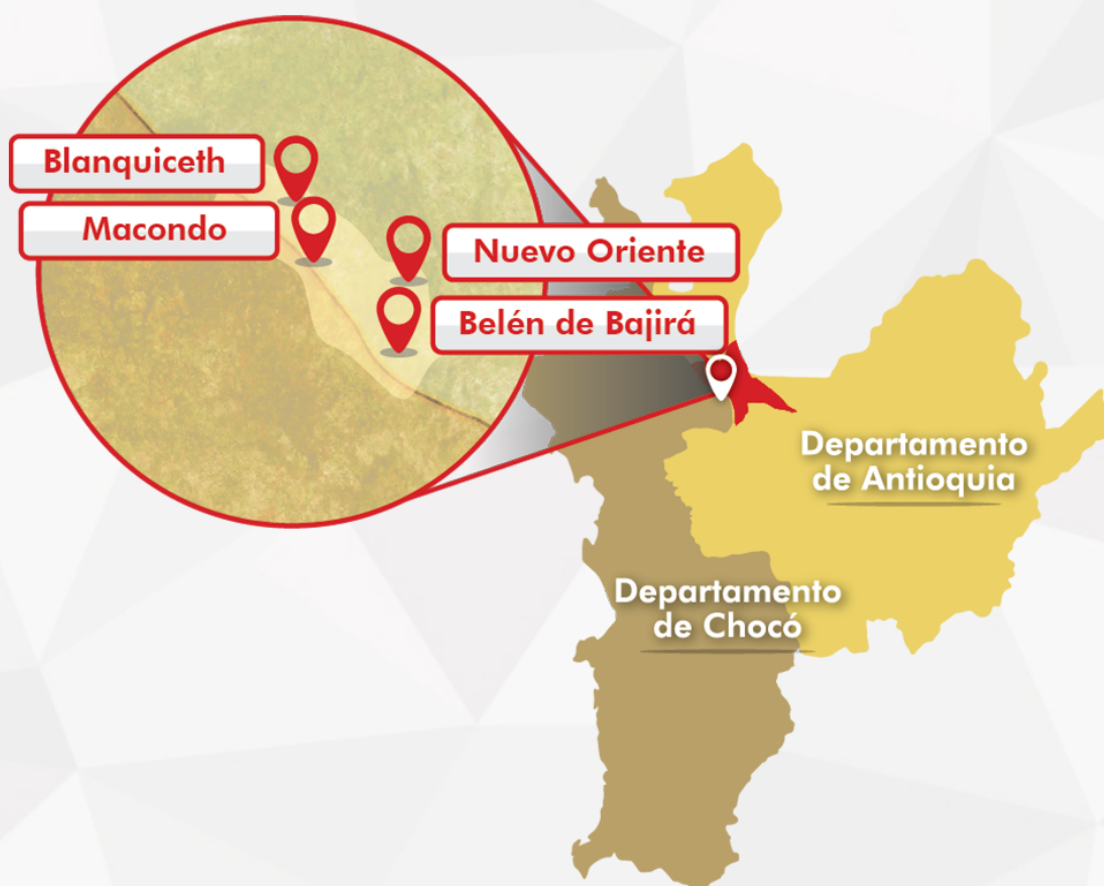 Blanquiceth
Macondo
Nuevo Oriente
Belén de Bajirá
Departamento
de Antioquia
Departamento
de Chocó